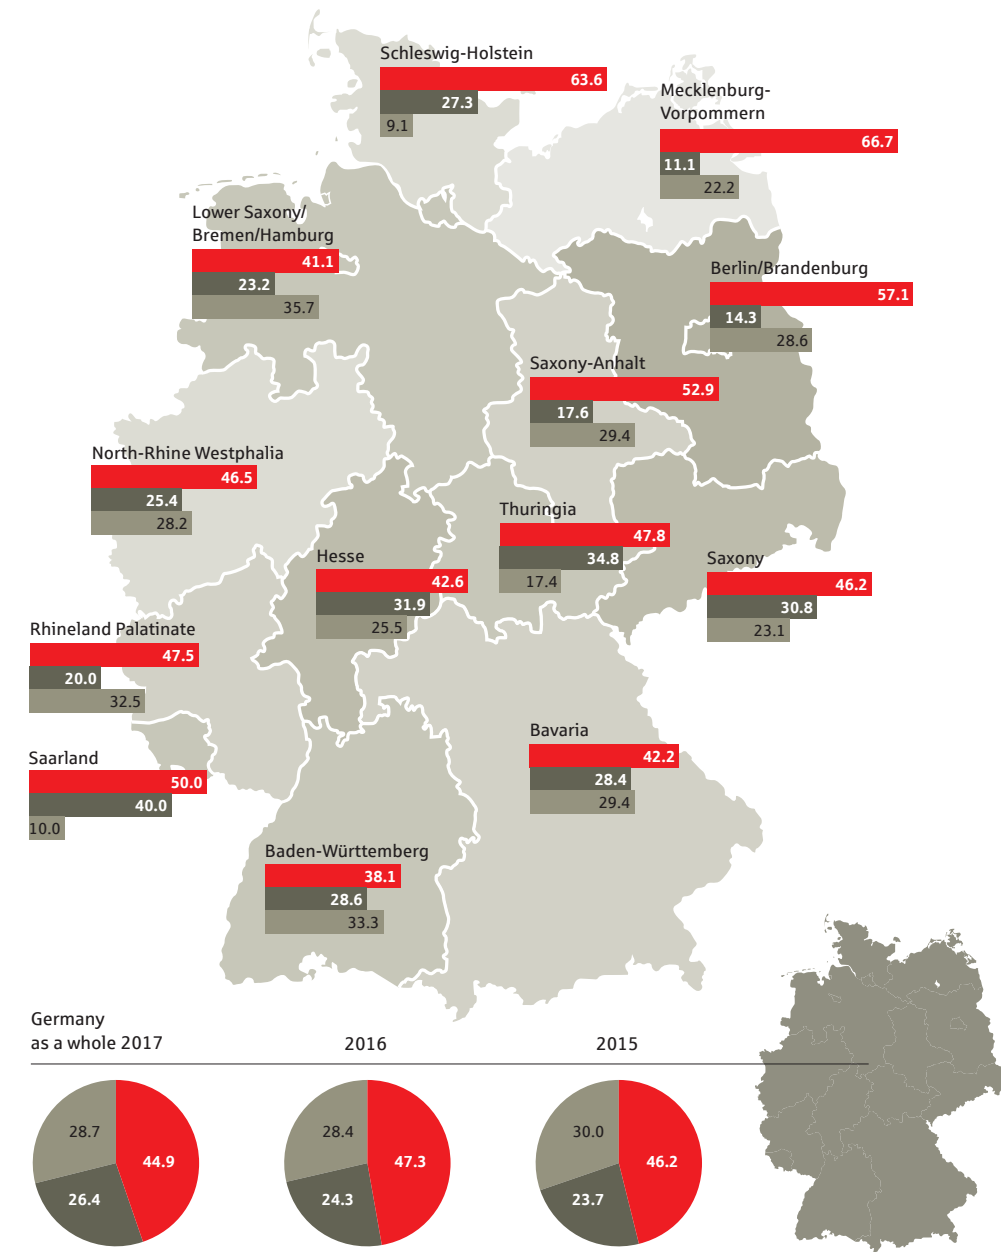 Schleswig-Holstein
63.6
27.3
9.1
Mecklenburg-
Vorpommern
66.7
11.1
22.2
Lower Saxony/
Bremen/Hamburg
41.1
23.2
35.7
Berlin/Brandenburg
57.1
14.3
28.6
Saxony-Anhalt
52.9
17.6
29.4
North-Rhine Westphalia
46.5
25.4
28.2
Thuringia
47.8
34.8
17.4
Hesse
42.6
31.9
25.5
Saxony
46.2
30.8
23.1
Rhineland Palatinate
47.5
20.0
32.5
Bavaria
42.2
28.4
29.4
Saarland
50.0
40.0
10.0
Baden-Württemberg
38.1
28.6
33.3
Germany
as a whole 2017
2016
2015
28.7
44.9
26.4
28.4
47.3
24.3
30.0
46.2
23.7